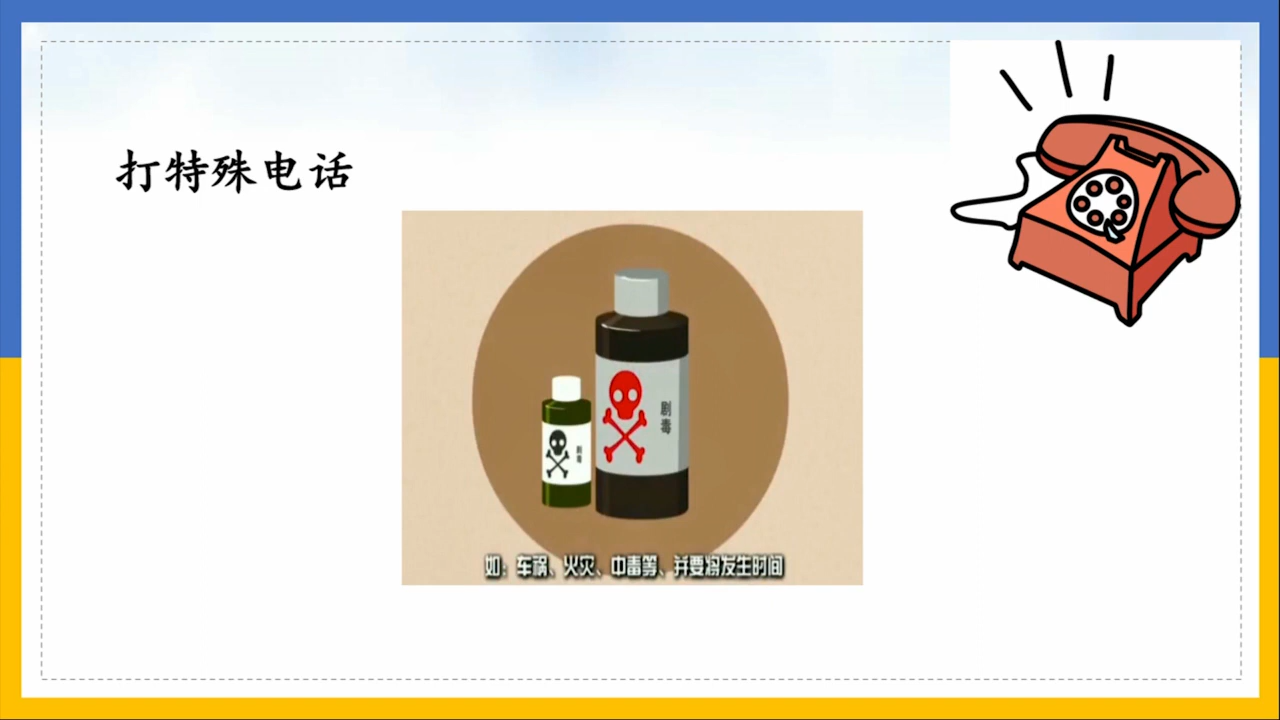 打特殊电话
剧毒
剧毒
如：车祸、火灾、中毒等、并要将发生时间